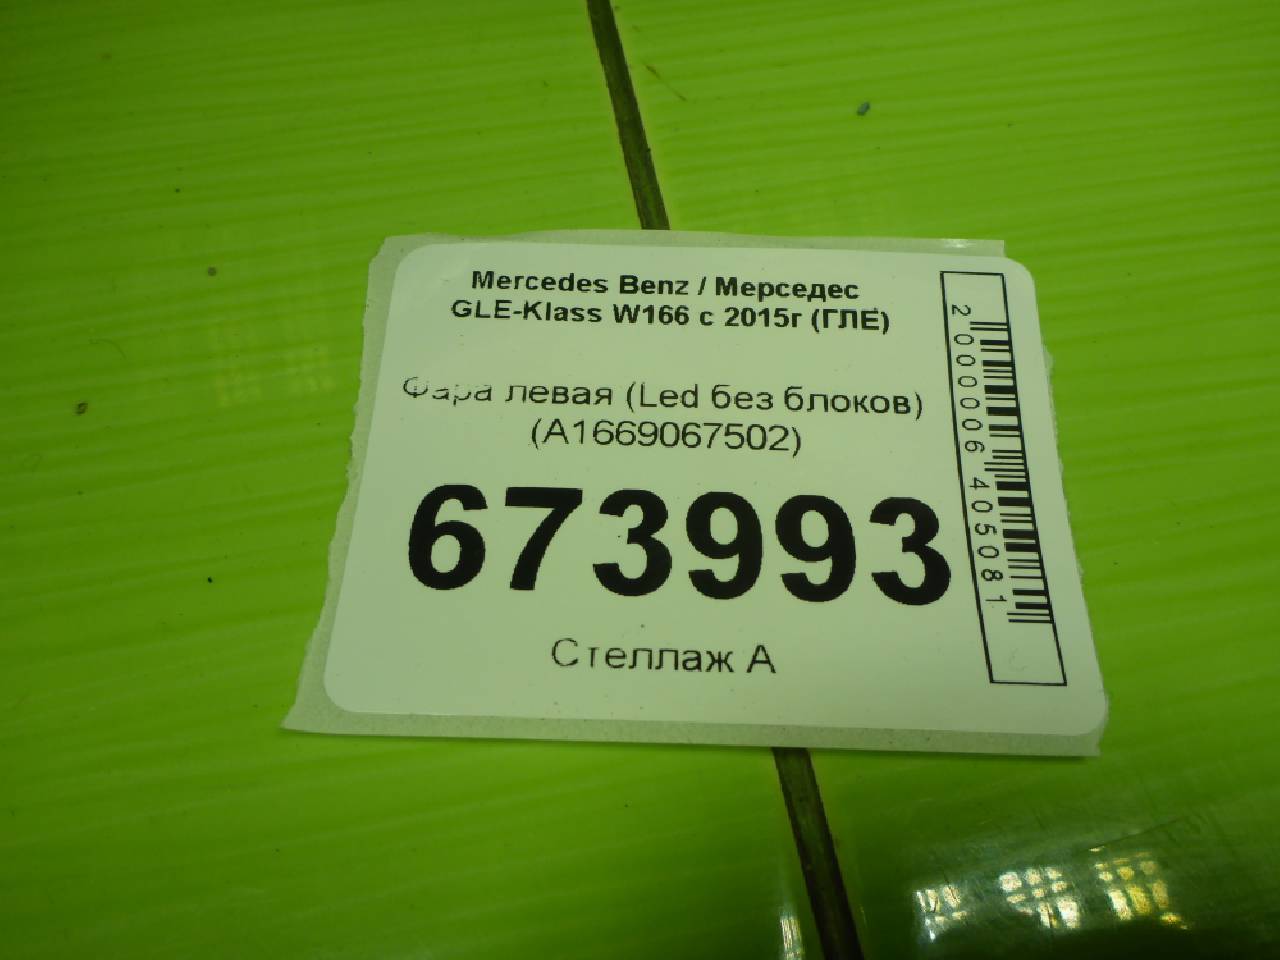 Mercedes Benz / Мерседес
GLE-Klass W166 с 2015г (ГЛЕ)
Фара левая (Led без блоков)
(A1669067502)
673993
Стеллаж А
2000006405081